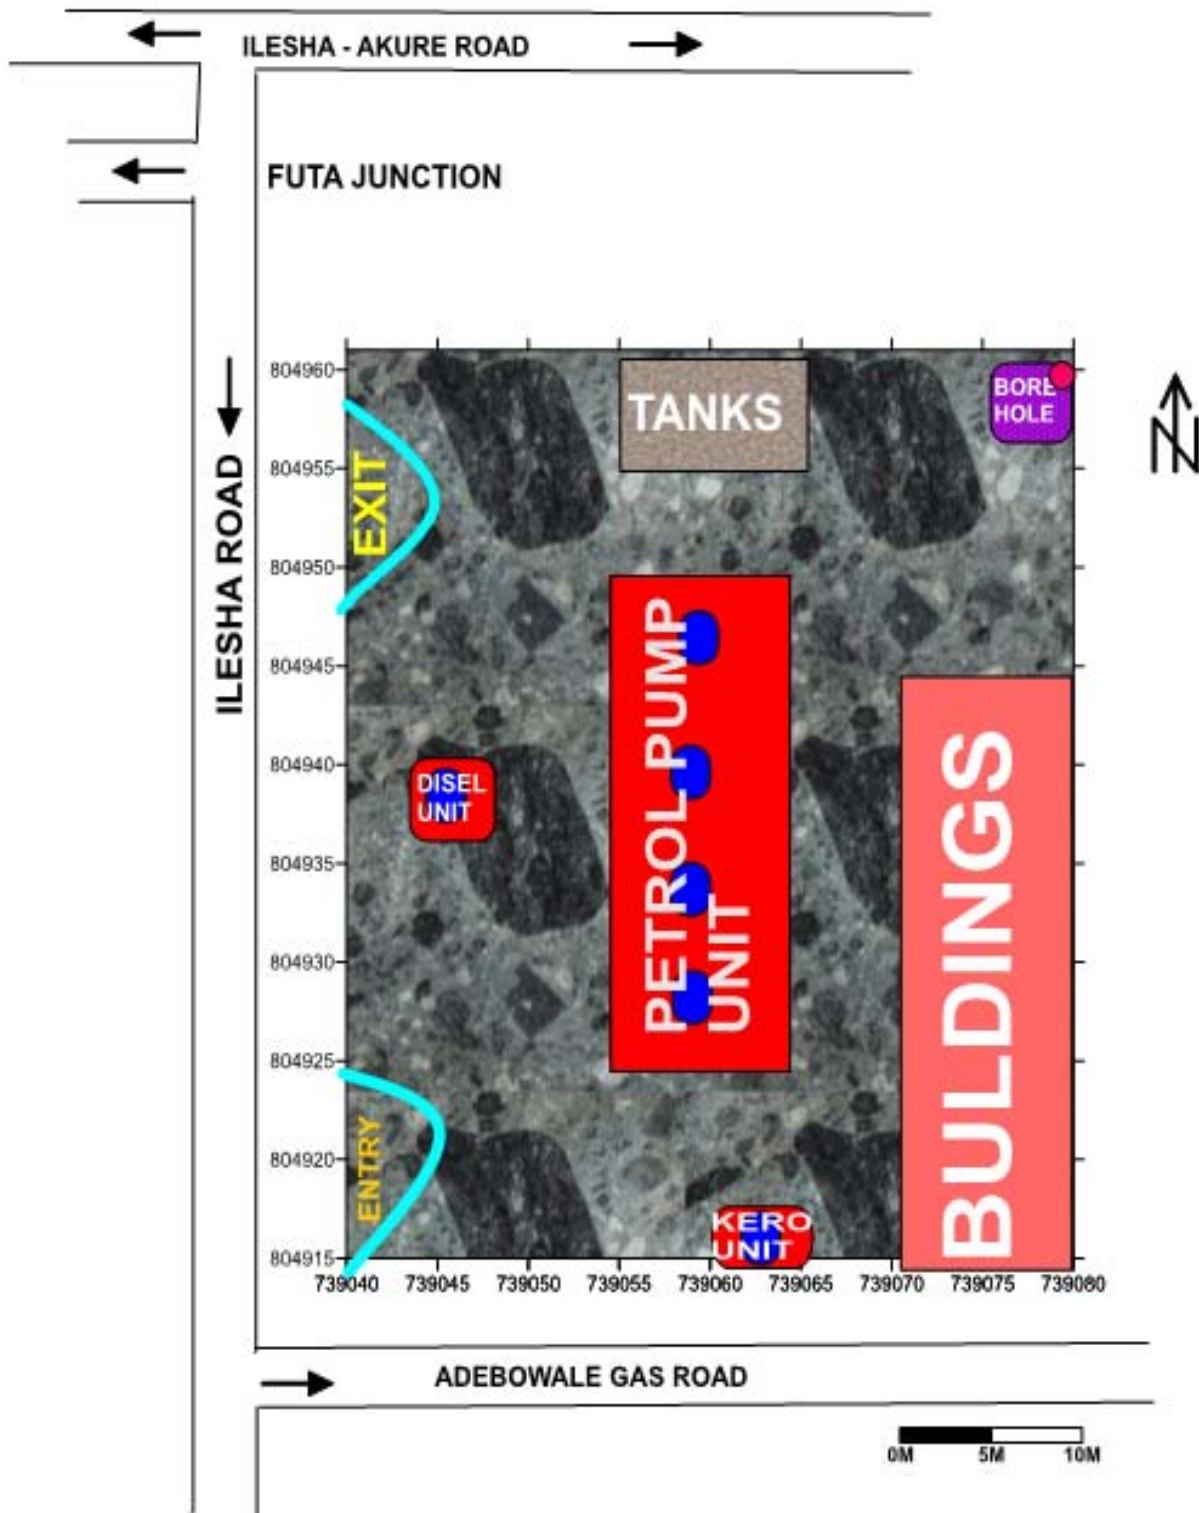 ILESHA - AKURE ROAD
FUTA JUNCTION
804960
804955
804950
804945
804940
804935
804930
804925
804920
804915
739040
739045
739050
739055
739060
739065
739070
739075
739080
TANKS
BORE
HOLE
EXIT
ILESHA ROAD
N
PETROL PUMP
UNIT
DISEL
UNIT
BUILDINGS
ENTRY
KERO
UNIT
ADEBOWALE GAS ROAD
0M
5M
10M